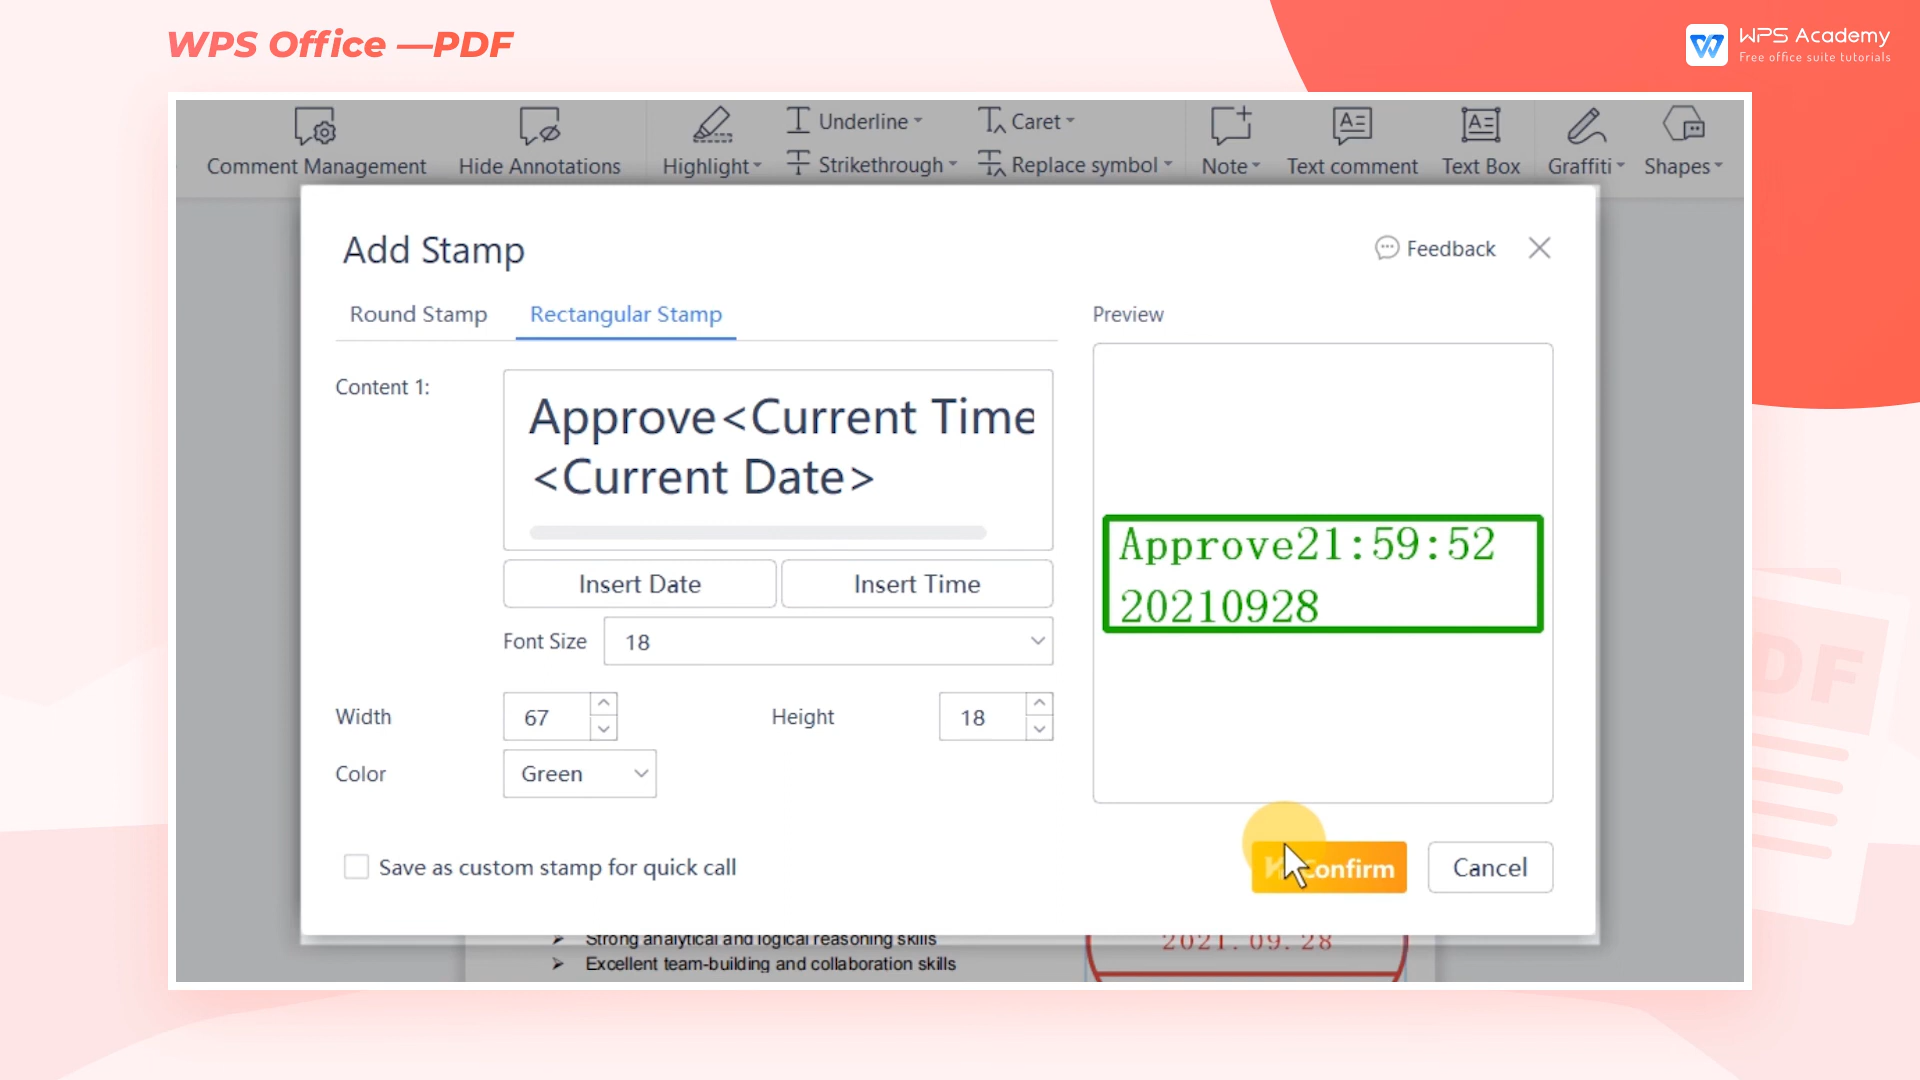 WPS Office —PDF
WPS Academy
Free office suite tutorials
Comment Management
Hide Annotations
Highlight
Underline
Strikethrough
Caret
Replace symbol
Note
Text comment
Text Box
Graffiti
Shapes
Add Stamp
Feedback
Round Stamp
Rectangular Stamp
Preview
Content 1:
Approve<Current Time
<Current Date>
Approve21:59:52
20210928
Insert Date
Insert Time
Font Size
18
Width
67
Height
18
Color
Green
Save as custom stamp for quick call
Confirm
Cancel
Strong analytical and logical reasoning skills
2021.09.28
Excellent team-building and collaboration skills
PDF